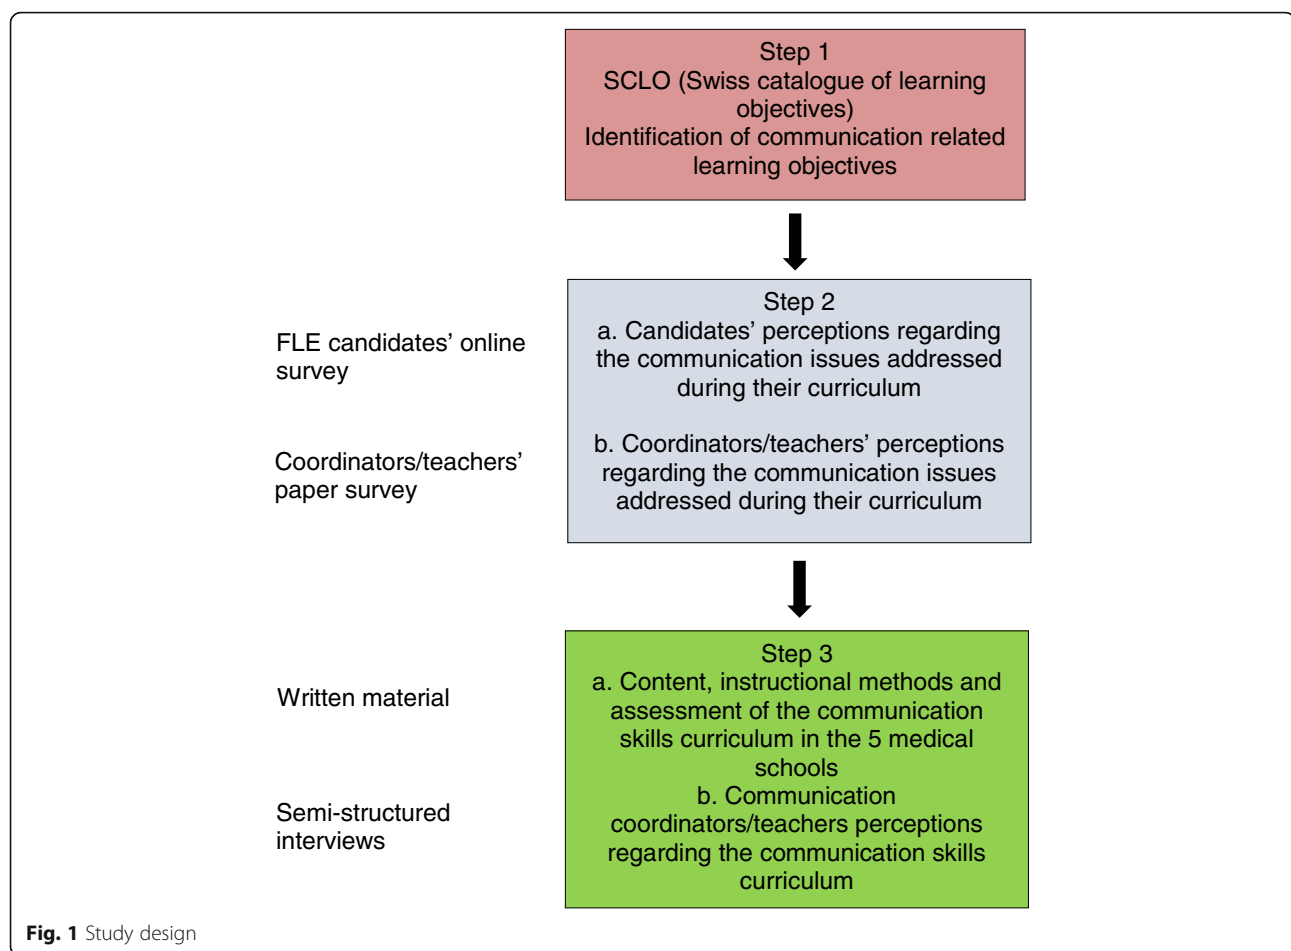 Step 1
SCLO (Swiss catalogue of learning
objectives)
Identification of communication related
learning objectives
Step 2
FLE candidates’ online
survey
a. Candidates’ perceptions regarding
the communication issues addressed
during their curriculum
Coordinators/teachers’
paper survey
b. Coordinators/teachers’ perceptions
regarding the communication issues
addressed during their curriculum
Step 3
Written material
a. Content, instructional methods and
assessment of the communication
skills curriculum in the 5 medical
schools
Semi-structured
interviews
b. Communication
coordinators/teachers perceptions
regarding the communication skills
curriculum
Fig. 1 Study design